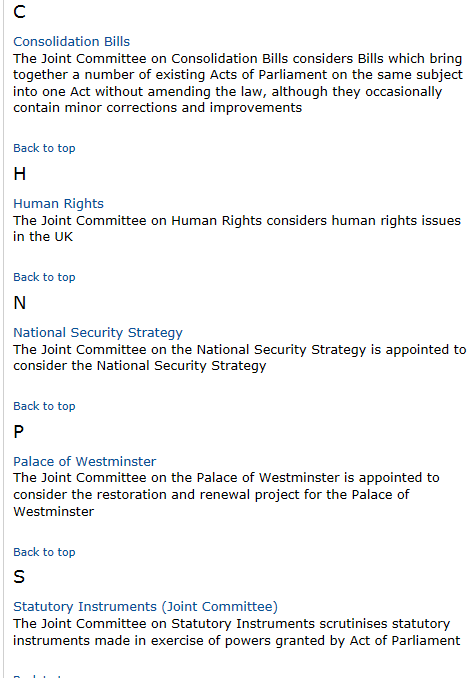 C
Consolidation Bills
The Joint Committee on Consolidation Bills considers Bills which bring
together a number of existing Acts of Parliament on the same subject
into one Act without amending the law, although they occasionally
contain minor corrections and improvements
Back to top
H
Human Rights
The Joint Committee on Human Rights considers human rights issues
in the UK
Back to top
N
National Security Strategy
The Joint Committee on the National Security Strategy is appointed to
consider the National Security Strategy
Back to top
P
Palace of Westminster
The Joint Committee on the Palace of Westminster is appointed to
consider the restoration and renewal project for the Palace of
Westminster
Back to top
S
Statutory Instruments (Joint Committee)
The Joint Committee on Statutory Instruments scrutinises statutory
instruments made in exercise of powers granted by Act of Parliament